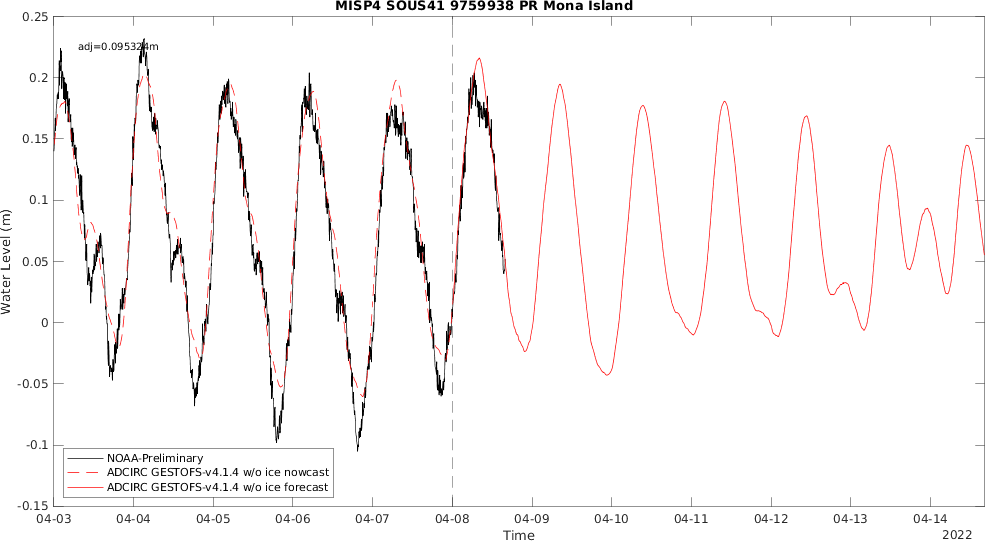 MISP4 SOUS41 9759938 PR Mona Island
adj=0.095324m
Water Level (m)
0.25
0.2
0.15
0.1
0.05
0
-0.05
-0.1
-0.15
NOAA-Preliminary
ADCIRC GESTOFS-v4.1.4 w/o ice nowcast
ADCIRC GESTOFS-v4.1.4 w/o ice forecast
04-03 04-04 04-05 04-06 04-07 04-08 04-09 04-10 04-11 04-12 04-13 04-14
Time
2022